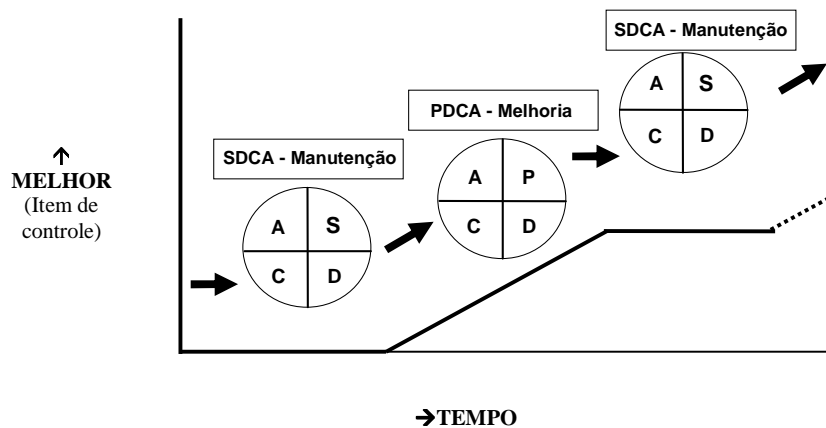 SDCA - Manutenção
A S
C D
PDCA - Melhoria
A P
C D
SDCA - Manutenção
A S
C D
↑
MELHOR
(Item de
controle)
→TEMPO